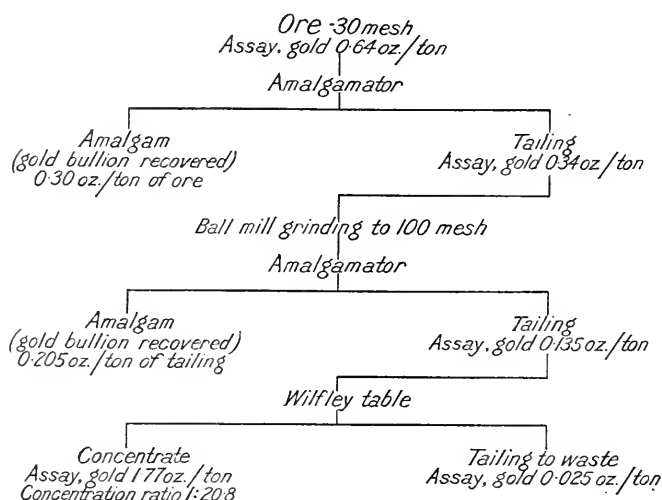 Ore -30 mesh
Assay, gold 0·64 oz./ton
Amalgamator
Amalgam
(gold bullion recovered)
0·30 oz./ton of ore
Tailing
Assay, gold 0·34 oz./ton
Ball mill grinding to 100 mesh
Amalgamator
Amalgam
(gold bullion recovered)
0·205 oz./ton of tailing
Tailing
Assay, gold 0·135 oz./ton
Wilfley table
Concentrate
Assay, gold 1·77 oz./ton
Concentration ratio 1:20·8
Tailing to waste
Assay, gold 0·025 oz./ton